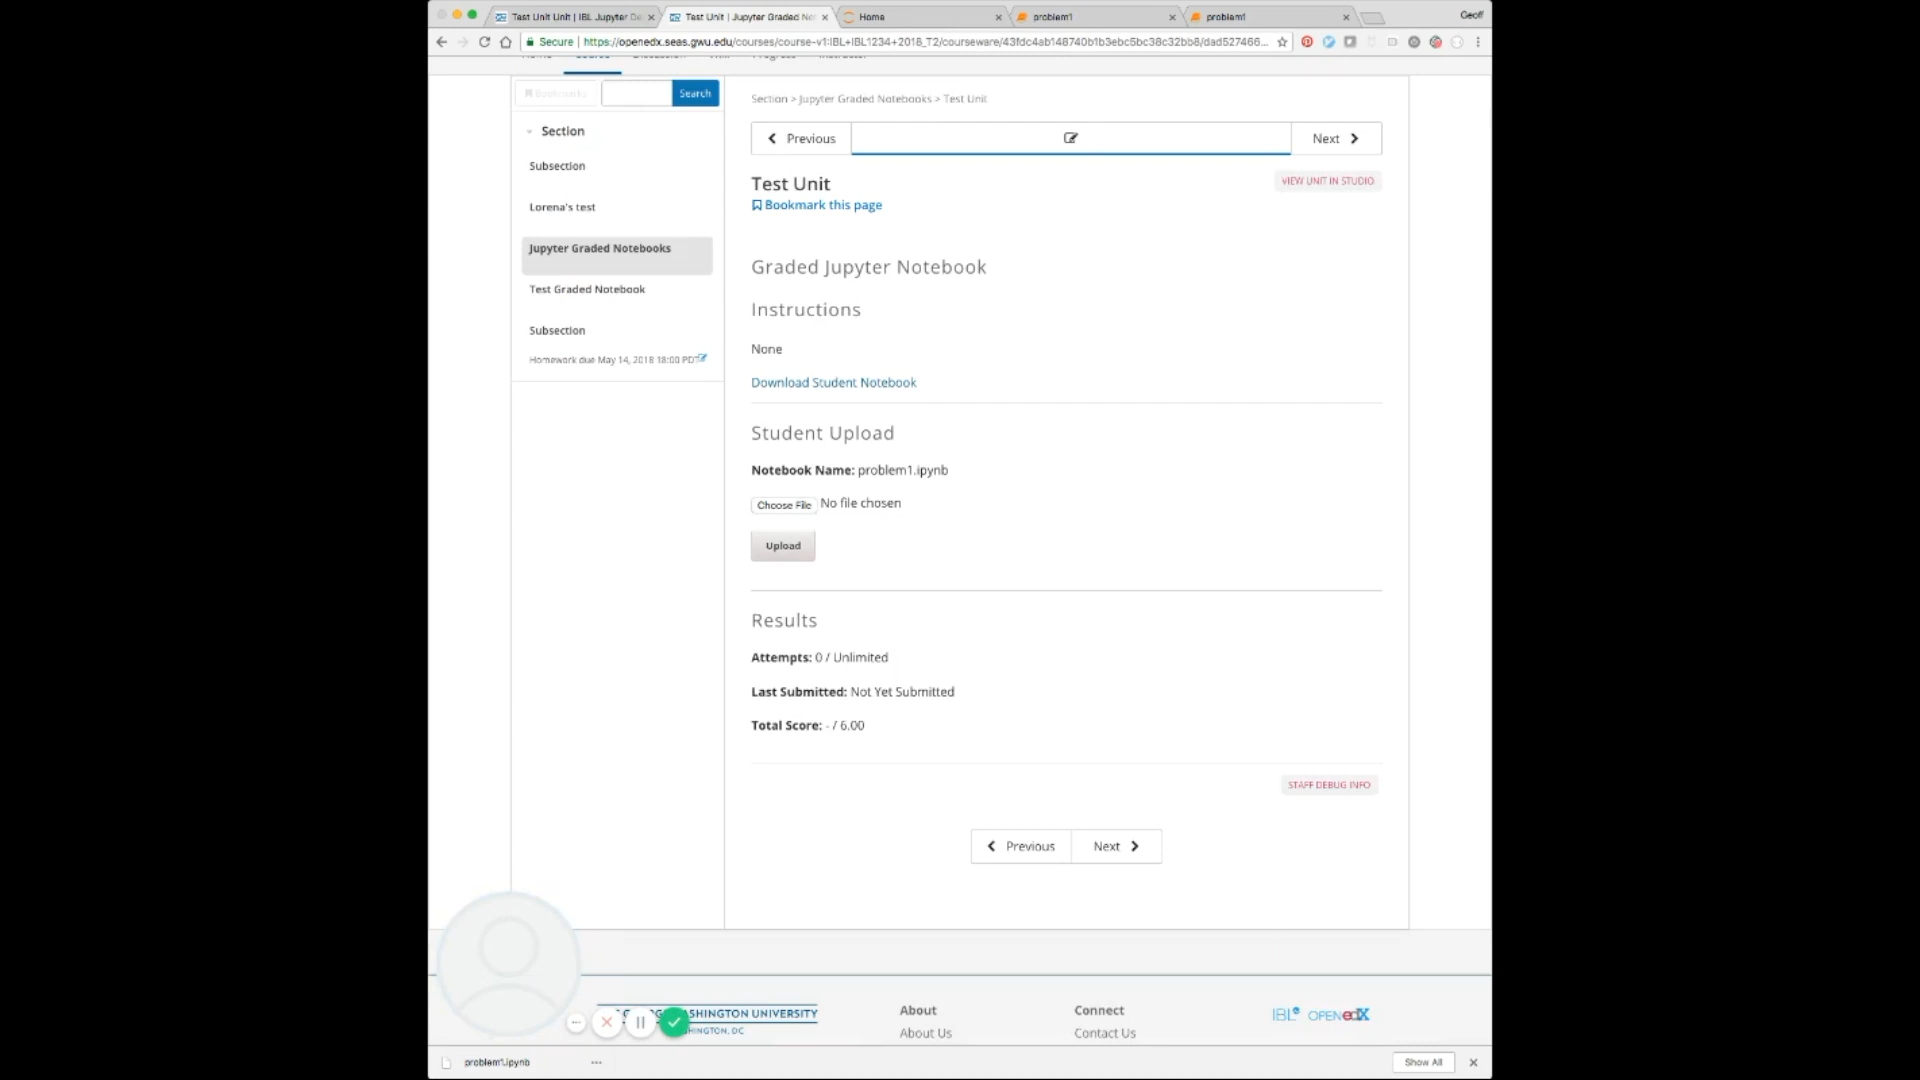 Test Unit Unit | IBL Jupyter De
Test Unit | Jupyter Graded No
Home
problem1
problem1
Geoff
Secure
https://openedx.seas.gwu.edu/courses/course-v1:IBL+IBL1234+2018_T2/courseware/43fdc4ab148740b1b3ebc5bc38c32bb8/dad527466...
Bookmarks
Search
Section > Jupyter Graded Notebooks > Test Unit
Section
Previous
Next
Subsection
Test Unit
VIEW UNIT IN STUDIO
Bookmark this page
Lorena's test
Jupyter Graded Notebooks
Graded Jupyter Notebook
Test Graded Notebook
Instructions
Subsection
None
Homework due May 14, 2018 18:00 PDT
Download Student Notebook
Student Upload
Notebook Name: problem1.ipynb
Choose File No file chosen
Upload
Results
Attempts: 0 / Unlimited
Last Submitted: Not Yet Submitted
Total Score: - / 6.00
STAFF DEBUG INFO
Previous
Next
SHINGTON UNIVERSITY
HINGTON, DC
About
About Us
Connect
Contact Us
IBL OPENedX
problem1.ipynb
Show All